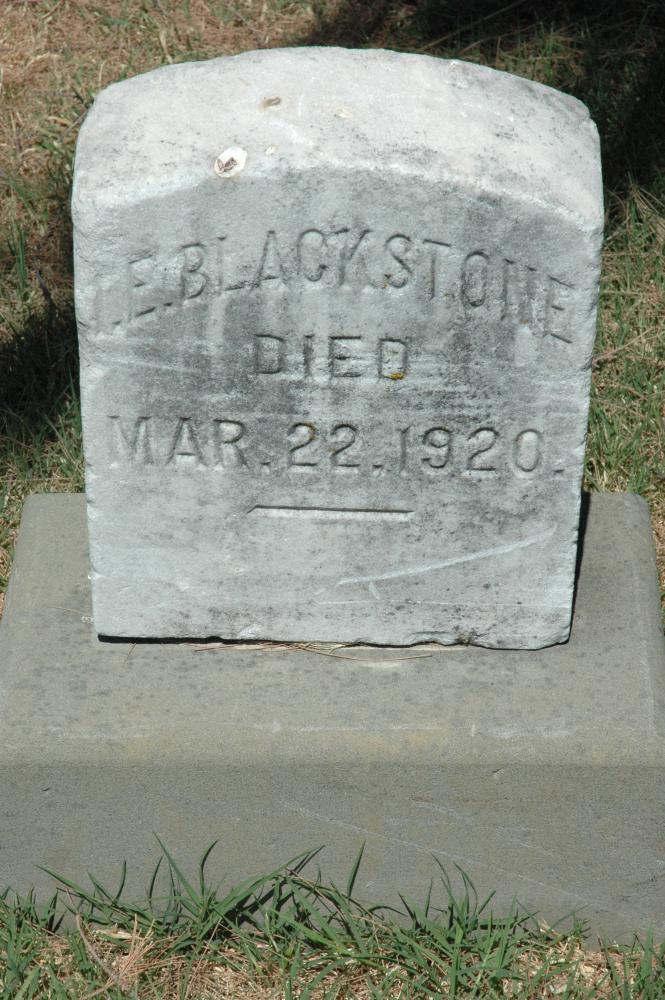 I.E. BLACKSTONE
DIED
MAR. 22. 1920.